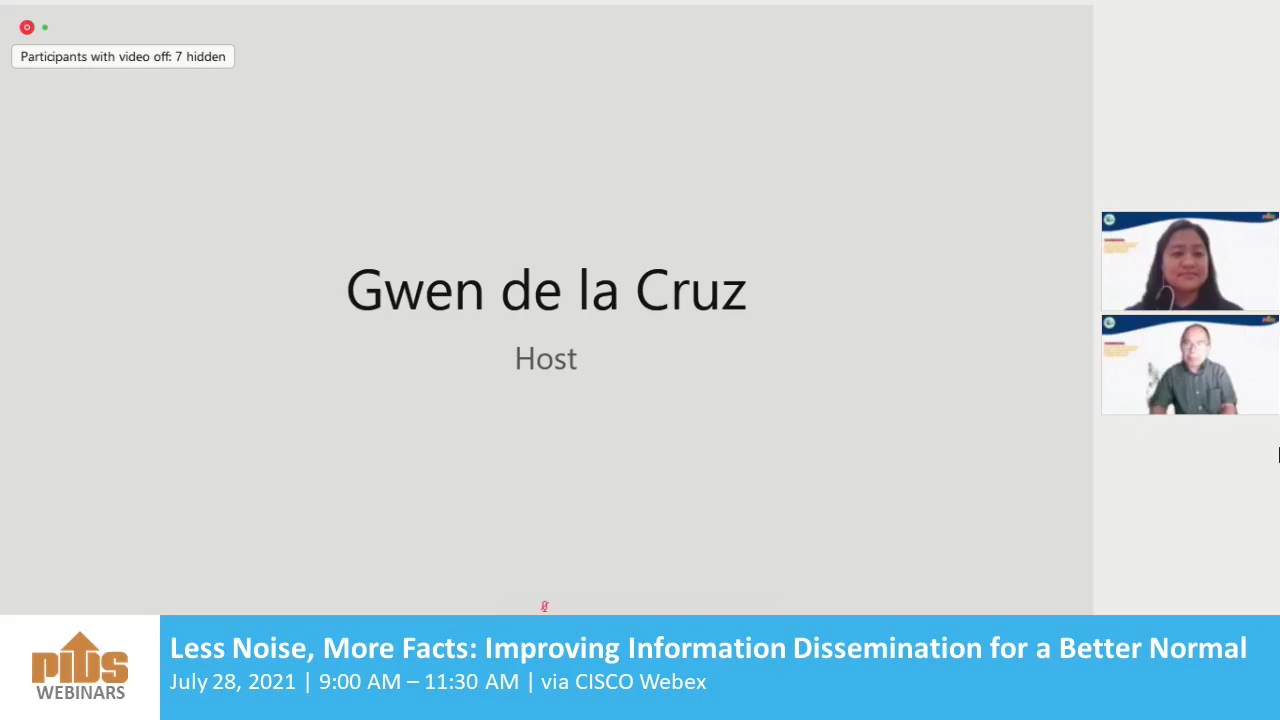 Participants with video off: 7 hidden
Gwen de la Cruz
Host
PIDS
WEBINARS
Less Noise, More Facts: Improving Information Dissemination for a Better Normal
July 28, 2021 | 9:00 AM – 11:30 AM | via CISCO Webex